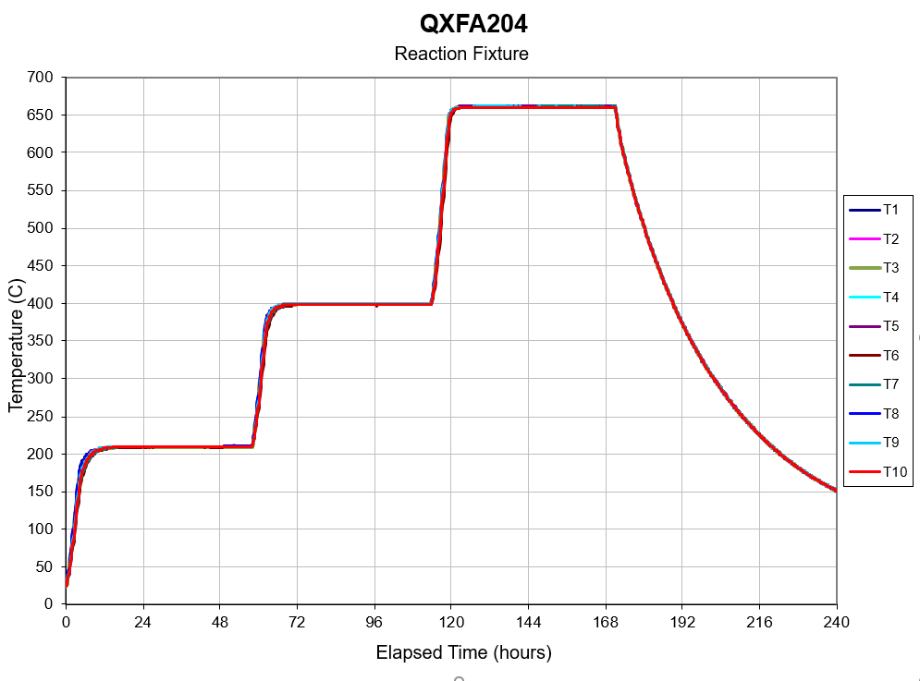 QXFA204
Reaction Fixture
700
650
600
550
500
450
400
350
300
250
200
150
100
50
0
Temperature (C)
0 24 48 72 96 120 144 168 192 216 240
Elapsed Time (hours)
T1
T2
T3
T4
T5
T6
T7
T8
T9
T10